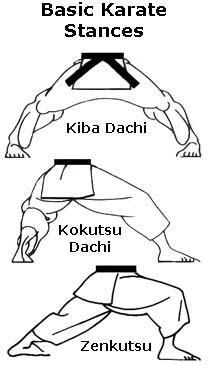 Basic Karate
Stances
Kiba Dachi
Kokutsu
Dachi
Zenkutsu